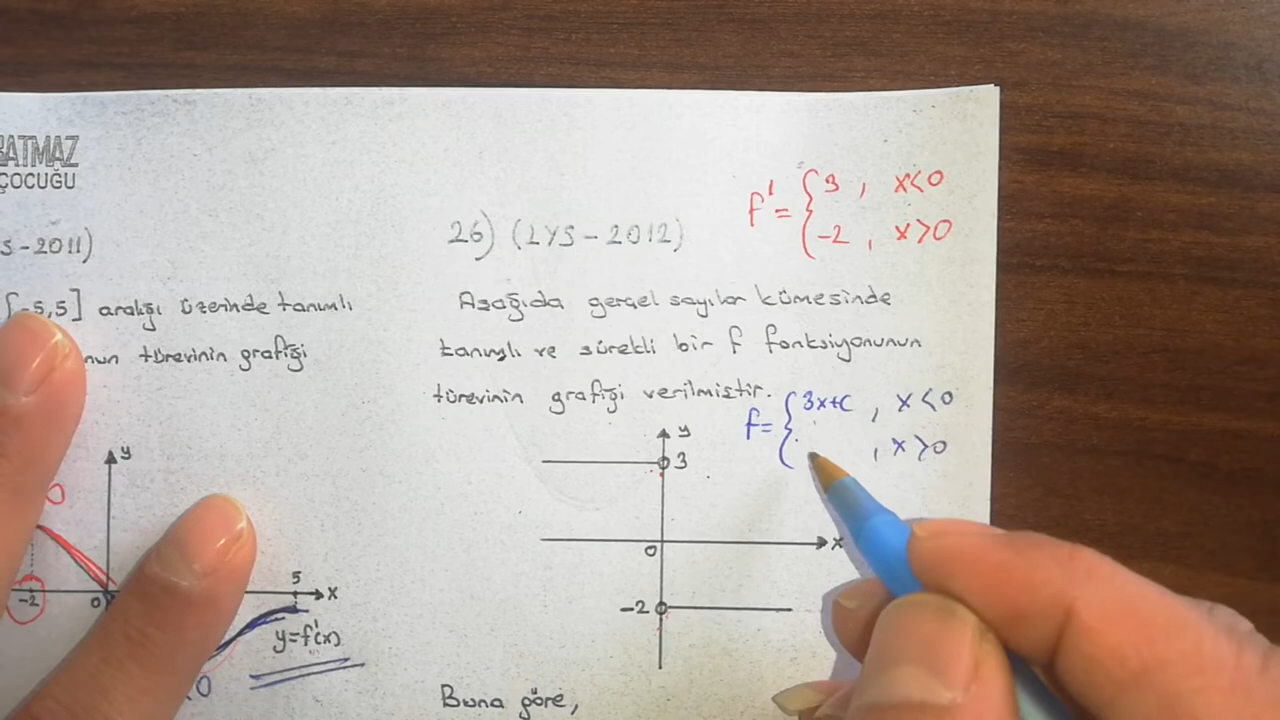 ATMAZ
ÇOCUĞU
S-2011)
[-5,5] aralığı üzerinde tanımlı
nun türevinin grafiği
y
-2
0
5
x
y=f'(x)
0
26) (LYS-2012)
f' = { 3 , x<0
-2 , x>0
Aşağıda gerçel sayılar kümesinde
tanımlı ve sürekli bir f fonksiyonunun
türevinin grafiği verilmiştir.
f= { 3x+c , x<0
, x>0
y
3
0
x
-2
Buna göre,